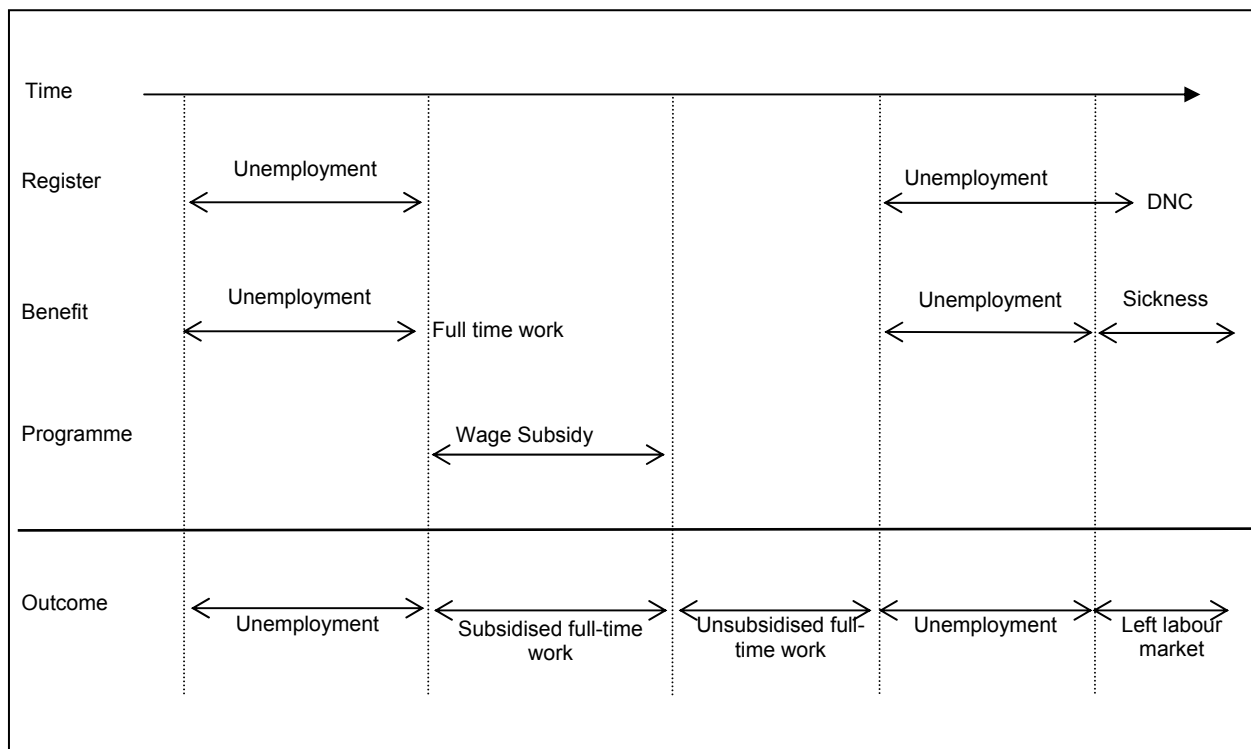 Time
Register
Unemployment
Unemployment
DNC
Benefit
Unemployment
Full time work
Unemployment
Sickness
Programme
Wage Subsidy
Outcome
Unemployment
Subsidised full-time
work
Unsubsidised full-
time work
Unemployment
Left labour
market